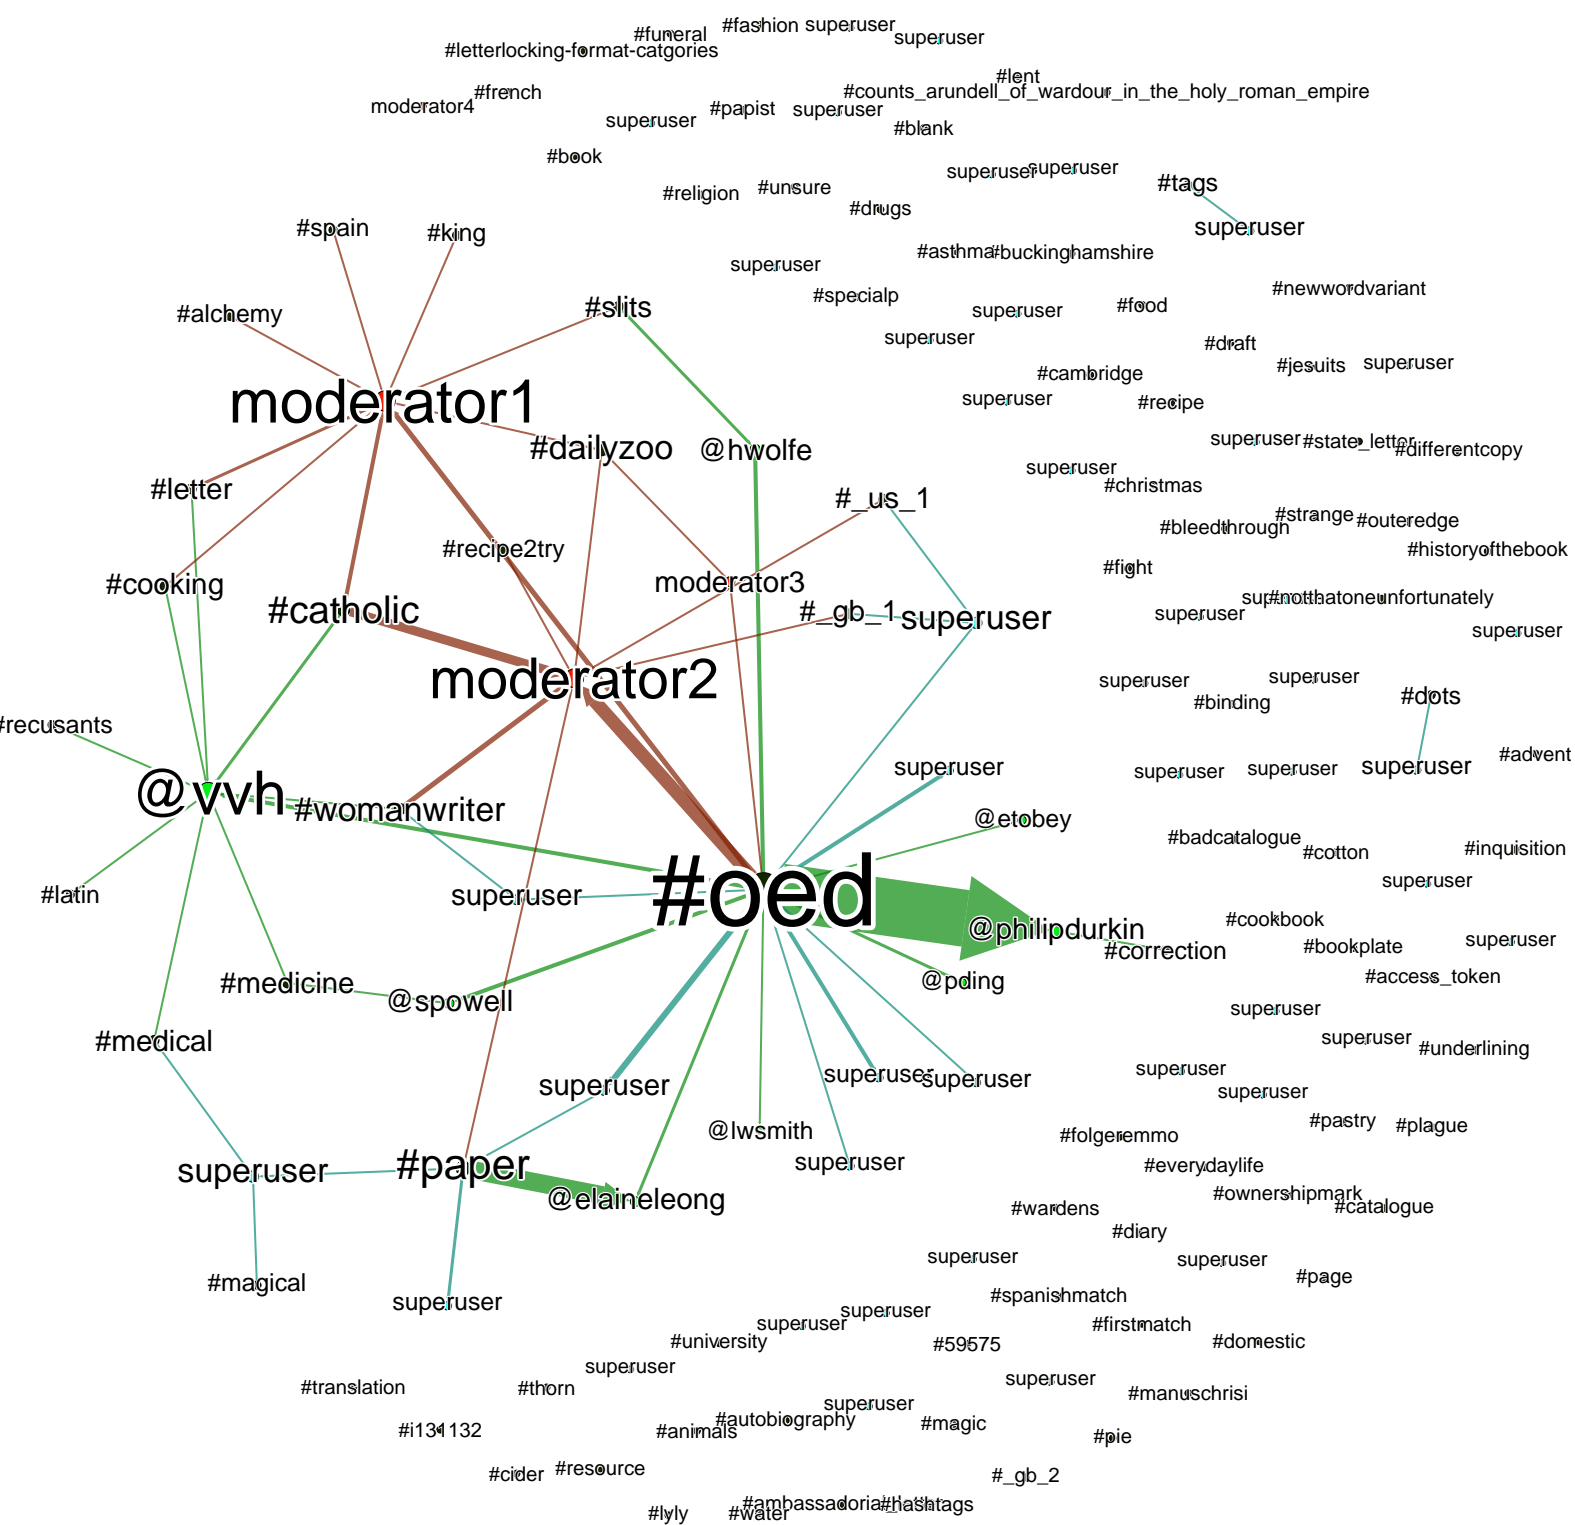 #fashion superuser
#funeral
superuser
#letterlocking-format-catgories
#lent
#french
#counts_arundell_of_wardour_in_the_holy_roman_empire
moderator4
#papist
superuser
superuser
#blank
#book
superuser
superuser
#tags
#unsure
#religion
#drugs
superuser
#spain
#king
#asthma
#buckinghamshire
superuser
#newwordvariant
#specialp
#food
#slits
superuser
#alchemy
superuser
#draft
#jesuits
superuser
#cambridge
moderator1
superuser
#recipe
superuser
#state_letter
#dailyzoo
@hwolfe
#differentcopy
superuser
#christmas
#letter
#_us_1
#strange
#outeredge
#bleedthrough
#recipe2try
#historyofthebook
#fight
#cooking
moderator3
#notthatoneunfortunately
#catholic
#_gb_1
superuser
superuser
superuser
moderator2
superuser
superuser
#dots
#binding
#recusants
#advent
superuser
superuser
superuser
superuser
@vvh
#womanwriter
@etobey
#badcatalogue
#cotton
#inquisition
superuser
#latin
superuser
#oed
#cookbook
@philipdurkin
superuser
#correction
#bookplate
#access_token
@pding
#medicine
@spowell
superuser
#medical
superuser
#underlining
superuser
superuser
superuser
superuser
superuser
#pastry
#plague
@lwsmith
#folgeremmo
superuser
#paper
#everydaylife
superuser
#ownershipmark
@elaineleong
#catalogue
#wardens
#diary
superuser
superuser
#page
#magical
#spanishmatch
superuser
superuser
superuser
#firstmatch
#university
#59575
#domestic
superuser
superuser
#translation
#thorn
#manuschrisi
superuser
#autobiography
#magic
#i131132
#animals
#pie
#cider
#resource
#_gb_2
#hashtags
#lyly
#water